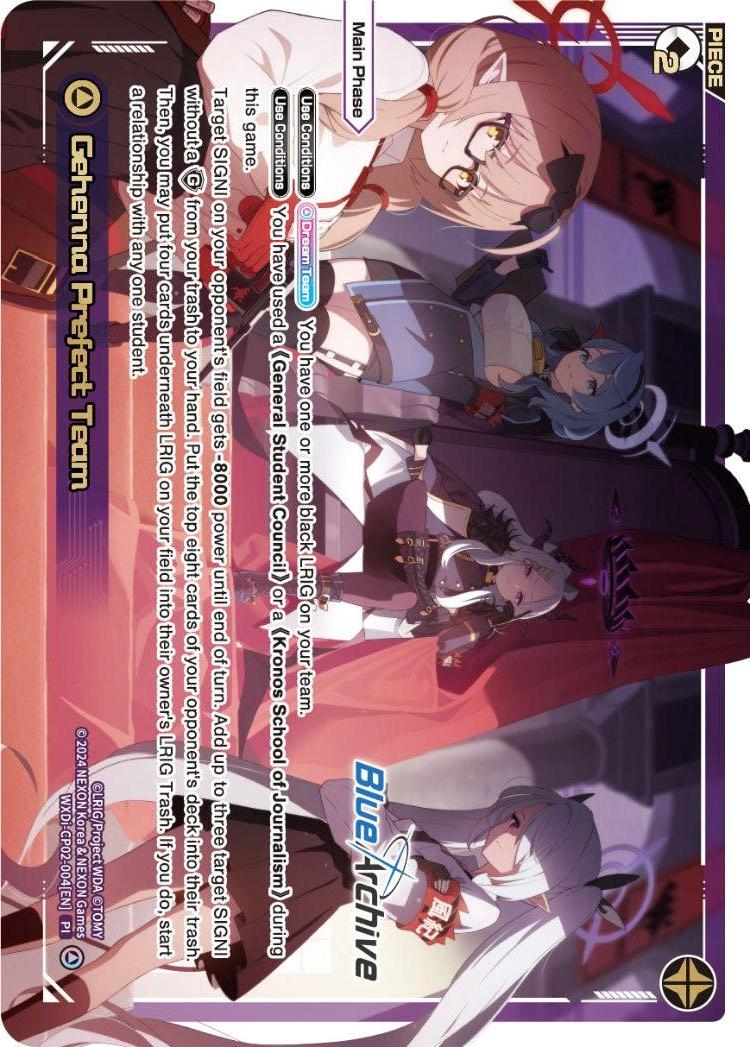 PIECE
2
Main Phase
Blue Archive
風紀
Use Conditions Dream Team You have one or more black LRIG on your team.
Use Conditions You have used a 《General Student Council》 or a 《Kronos School of Journalism》 during
this game.
Target SIGNI on your opponent's field gets -8000 power until end of turn. Add up to three target SIGNI
without a G from your trash to your hand. Put the top eight cards of your opponent's deck into their trash.
Then, you may put four cards underneath LRIG on your field into their owner's LRIG Trash. If you do, start
a relationship with any one student.
Gehenna Prefect Team
©LRIG/Project WDA ©TOMY
© 2024 NEXON Korea & NEXON Games
WXDi-CP02-004[EN] PI